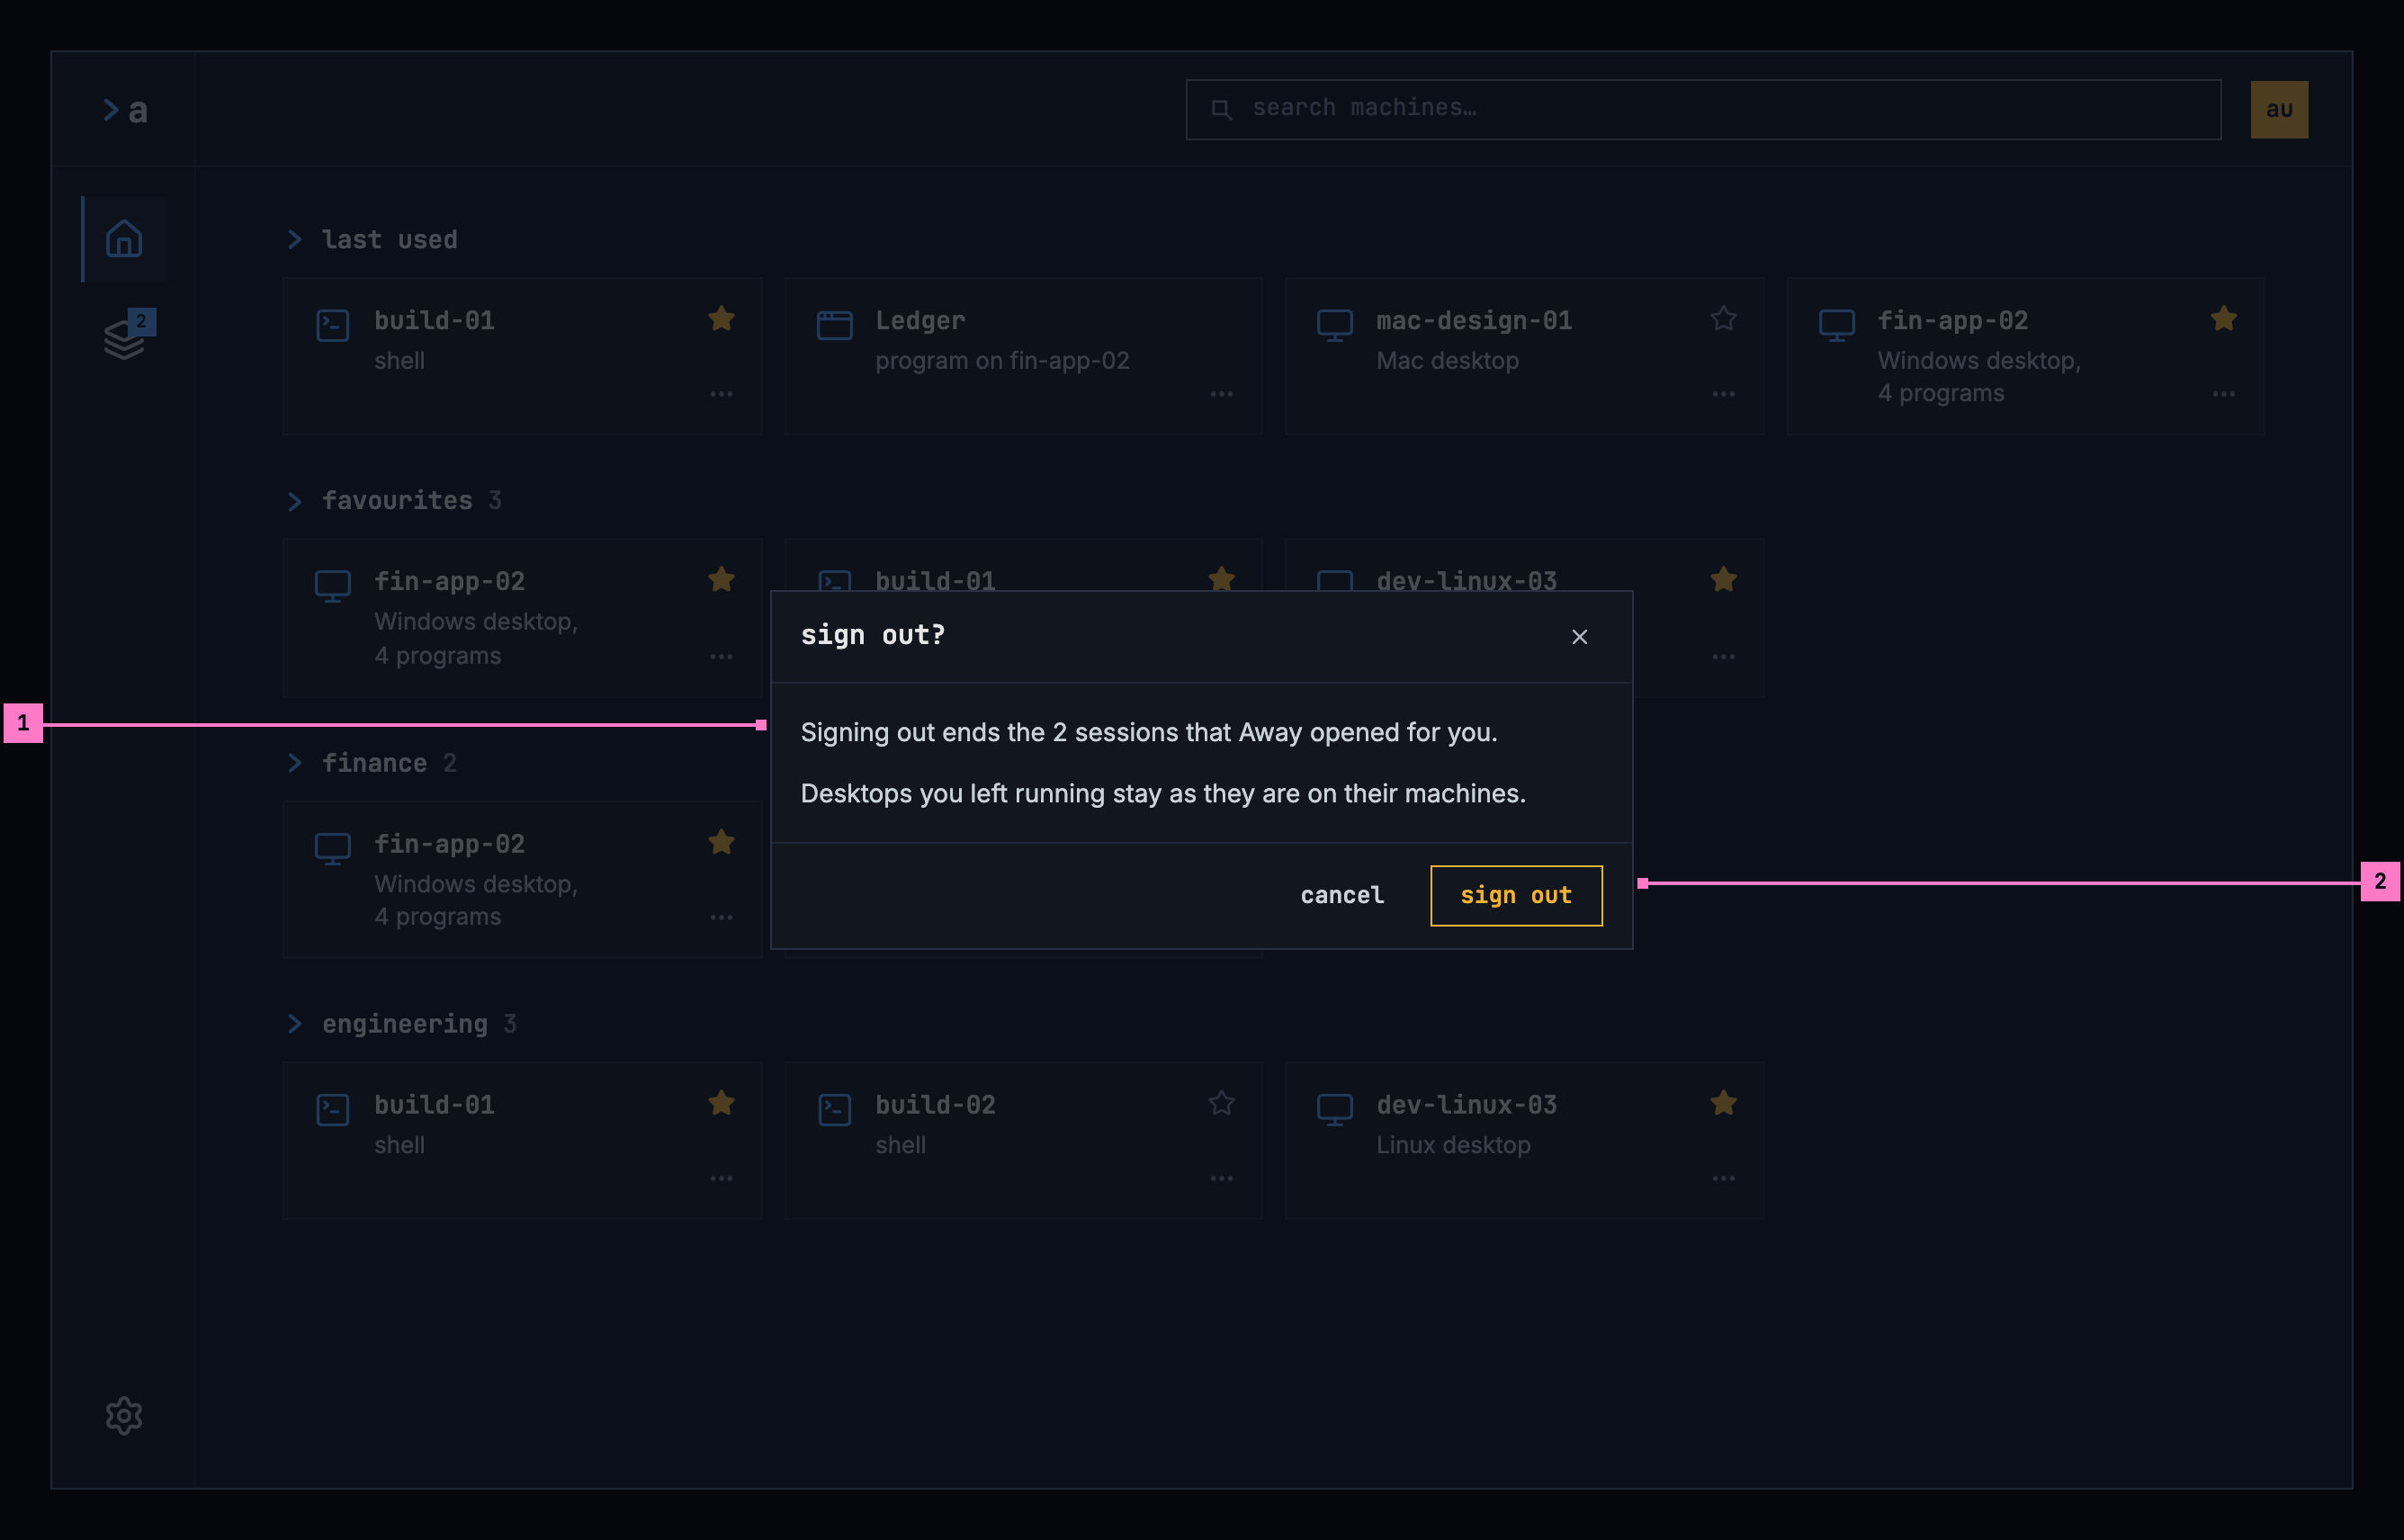 >a
search machines…
au
2
last used
build-01
shell
Ledger
program on fin-app-02
mac-design-01
Mac desktop
fin-app-02
Windows desktop,
4 programs
favourites 3
fin-app-02
Windows desktop,
4 programs
build-01
dev-linux-03
sign out?
1
Signing out ends the 2 sessions that Away opened for you.
Desktops you left running stay as they are on their machines.
cancel
sign out
2
finance 2
fin-app-02
Windows desktop,
4 programs
engineering 3
build-01
shell
build-02
shell
dev-linux-03
Linux desktop